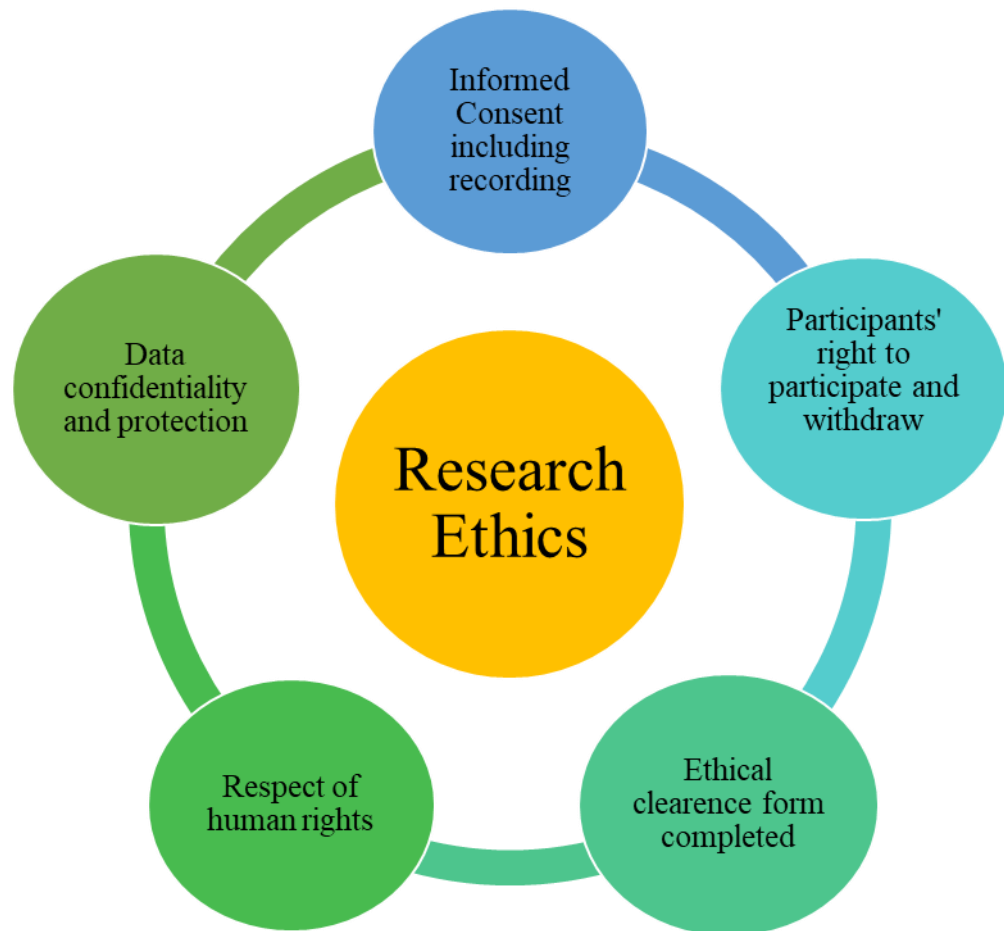 Informed
Consent
including
recording
Participants'
right to
participate and
withdraw
Ethical
clearence form
completed
Respect of
human rights
Data
confidentiality
and protection
Research
Ethics